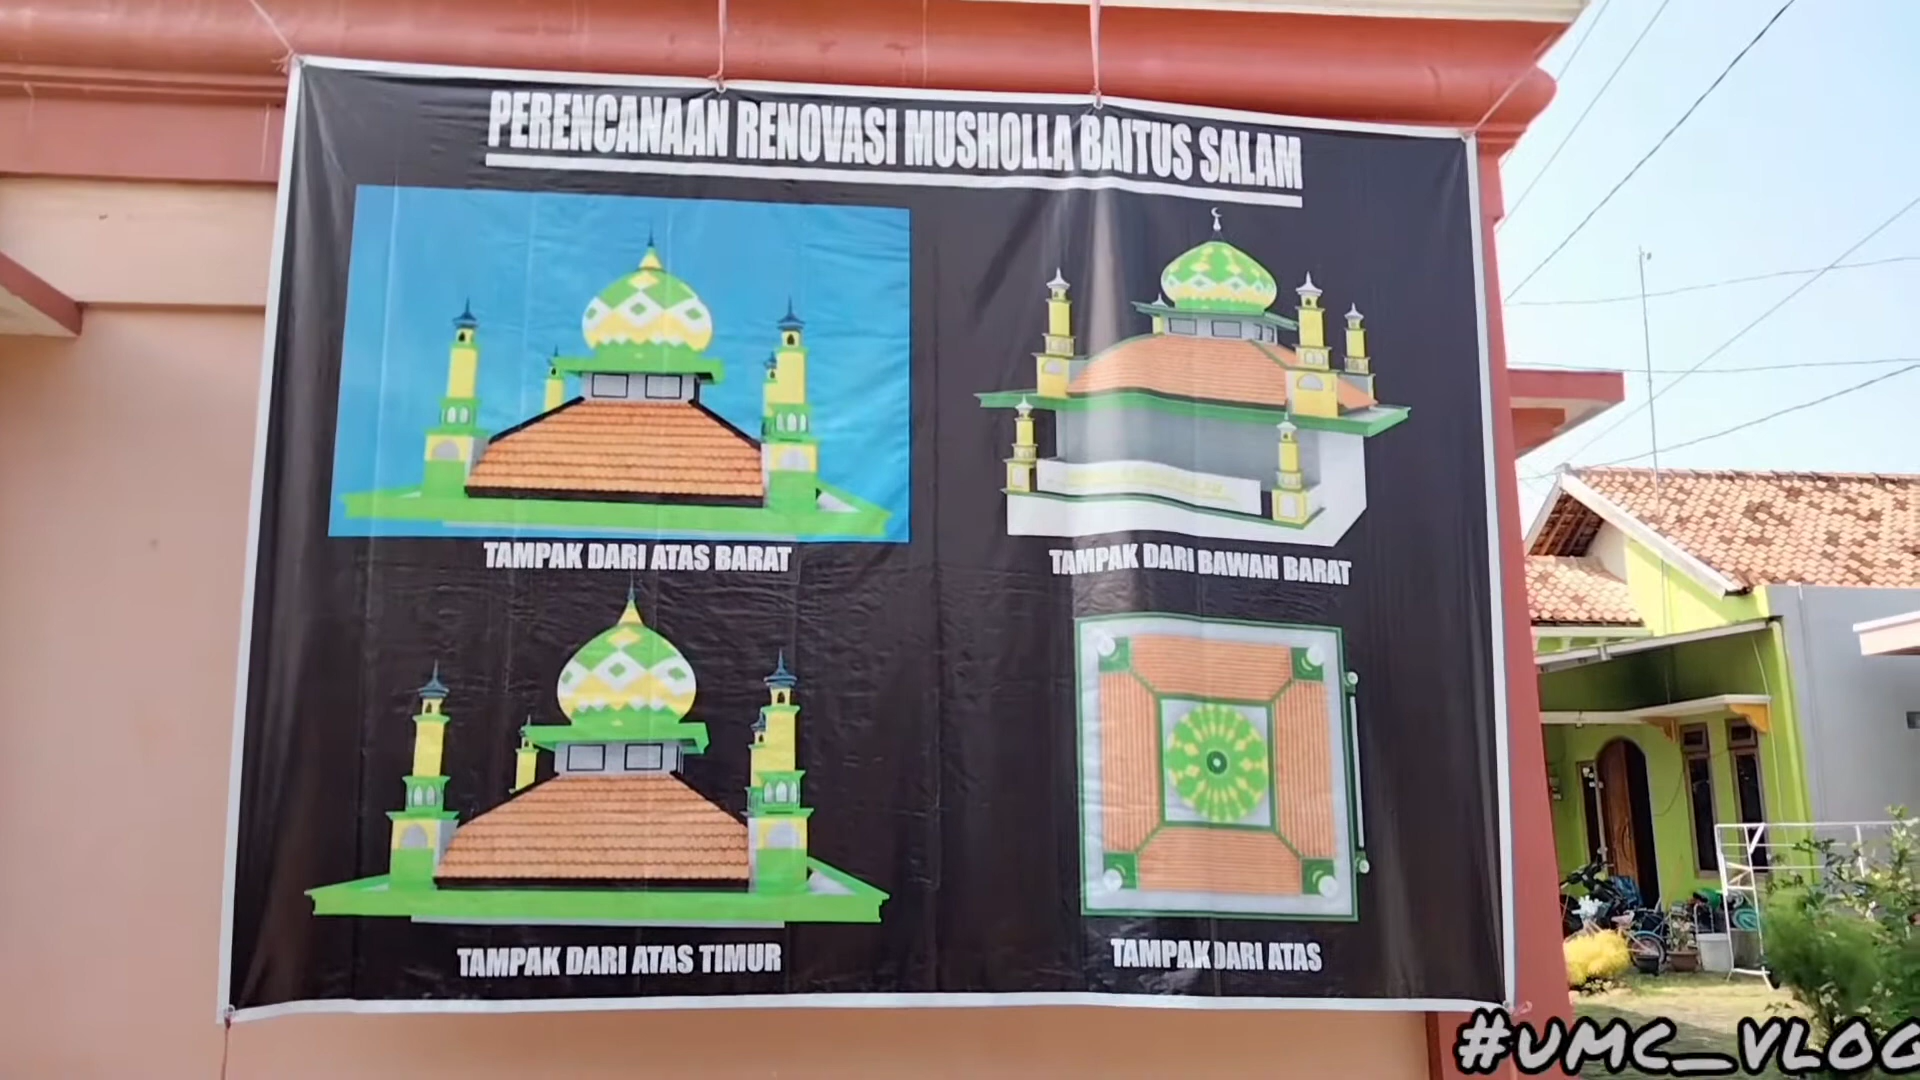 PERENCANAAN RENOVASI MUSHOLLA BAITUS SALAM
TAMPAK DARI ATAS BARAT
TAMPAK DARI BAWAH BARAT
TAMPAK DARI ATAS TIMUR
TAMPAK DARI ATAS
#UMC_VLOG